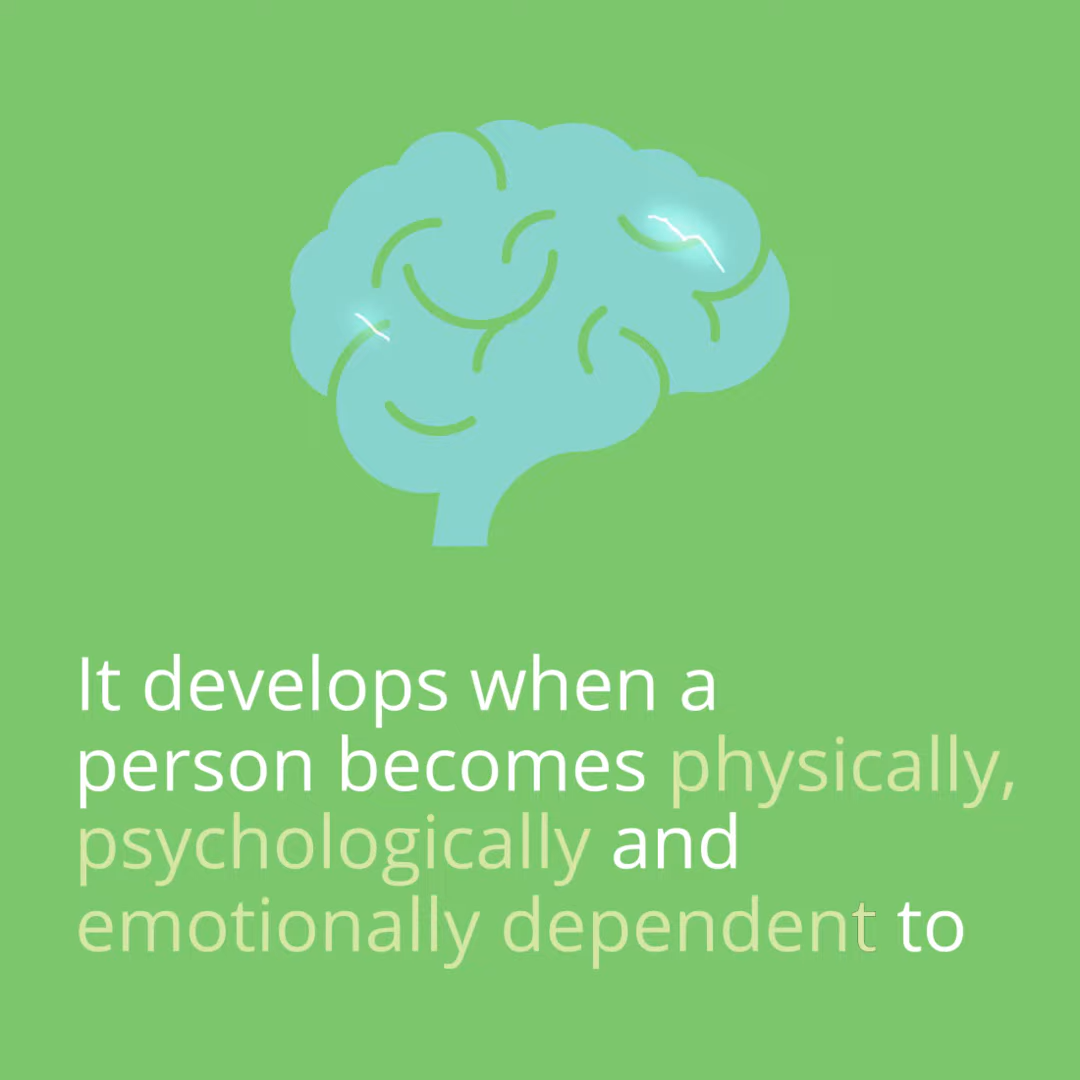 It develops when a
person becomes physically,
psychologically and
emotionally dependent to